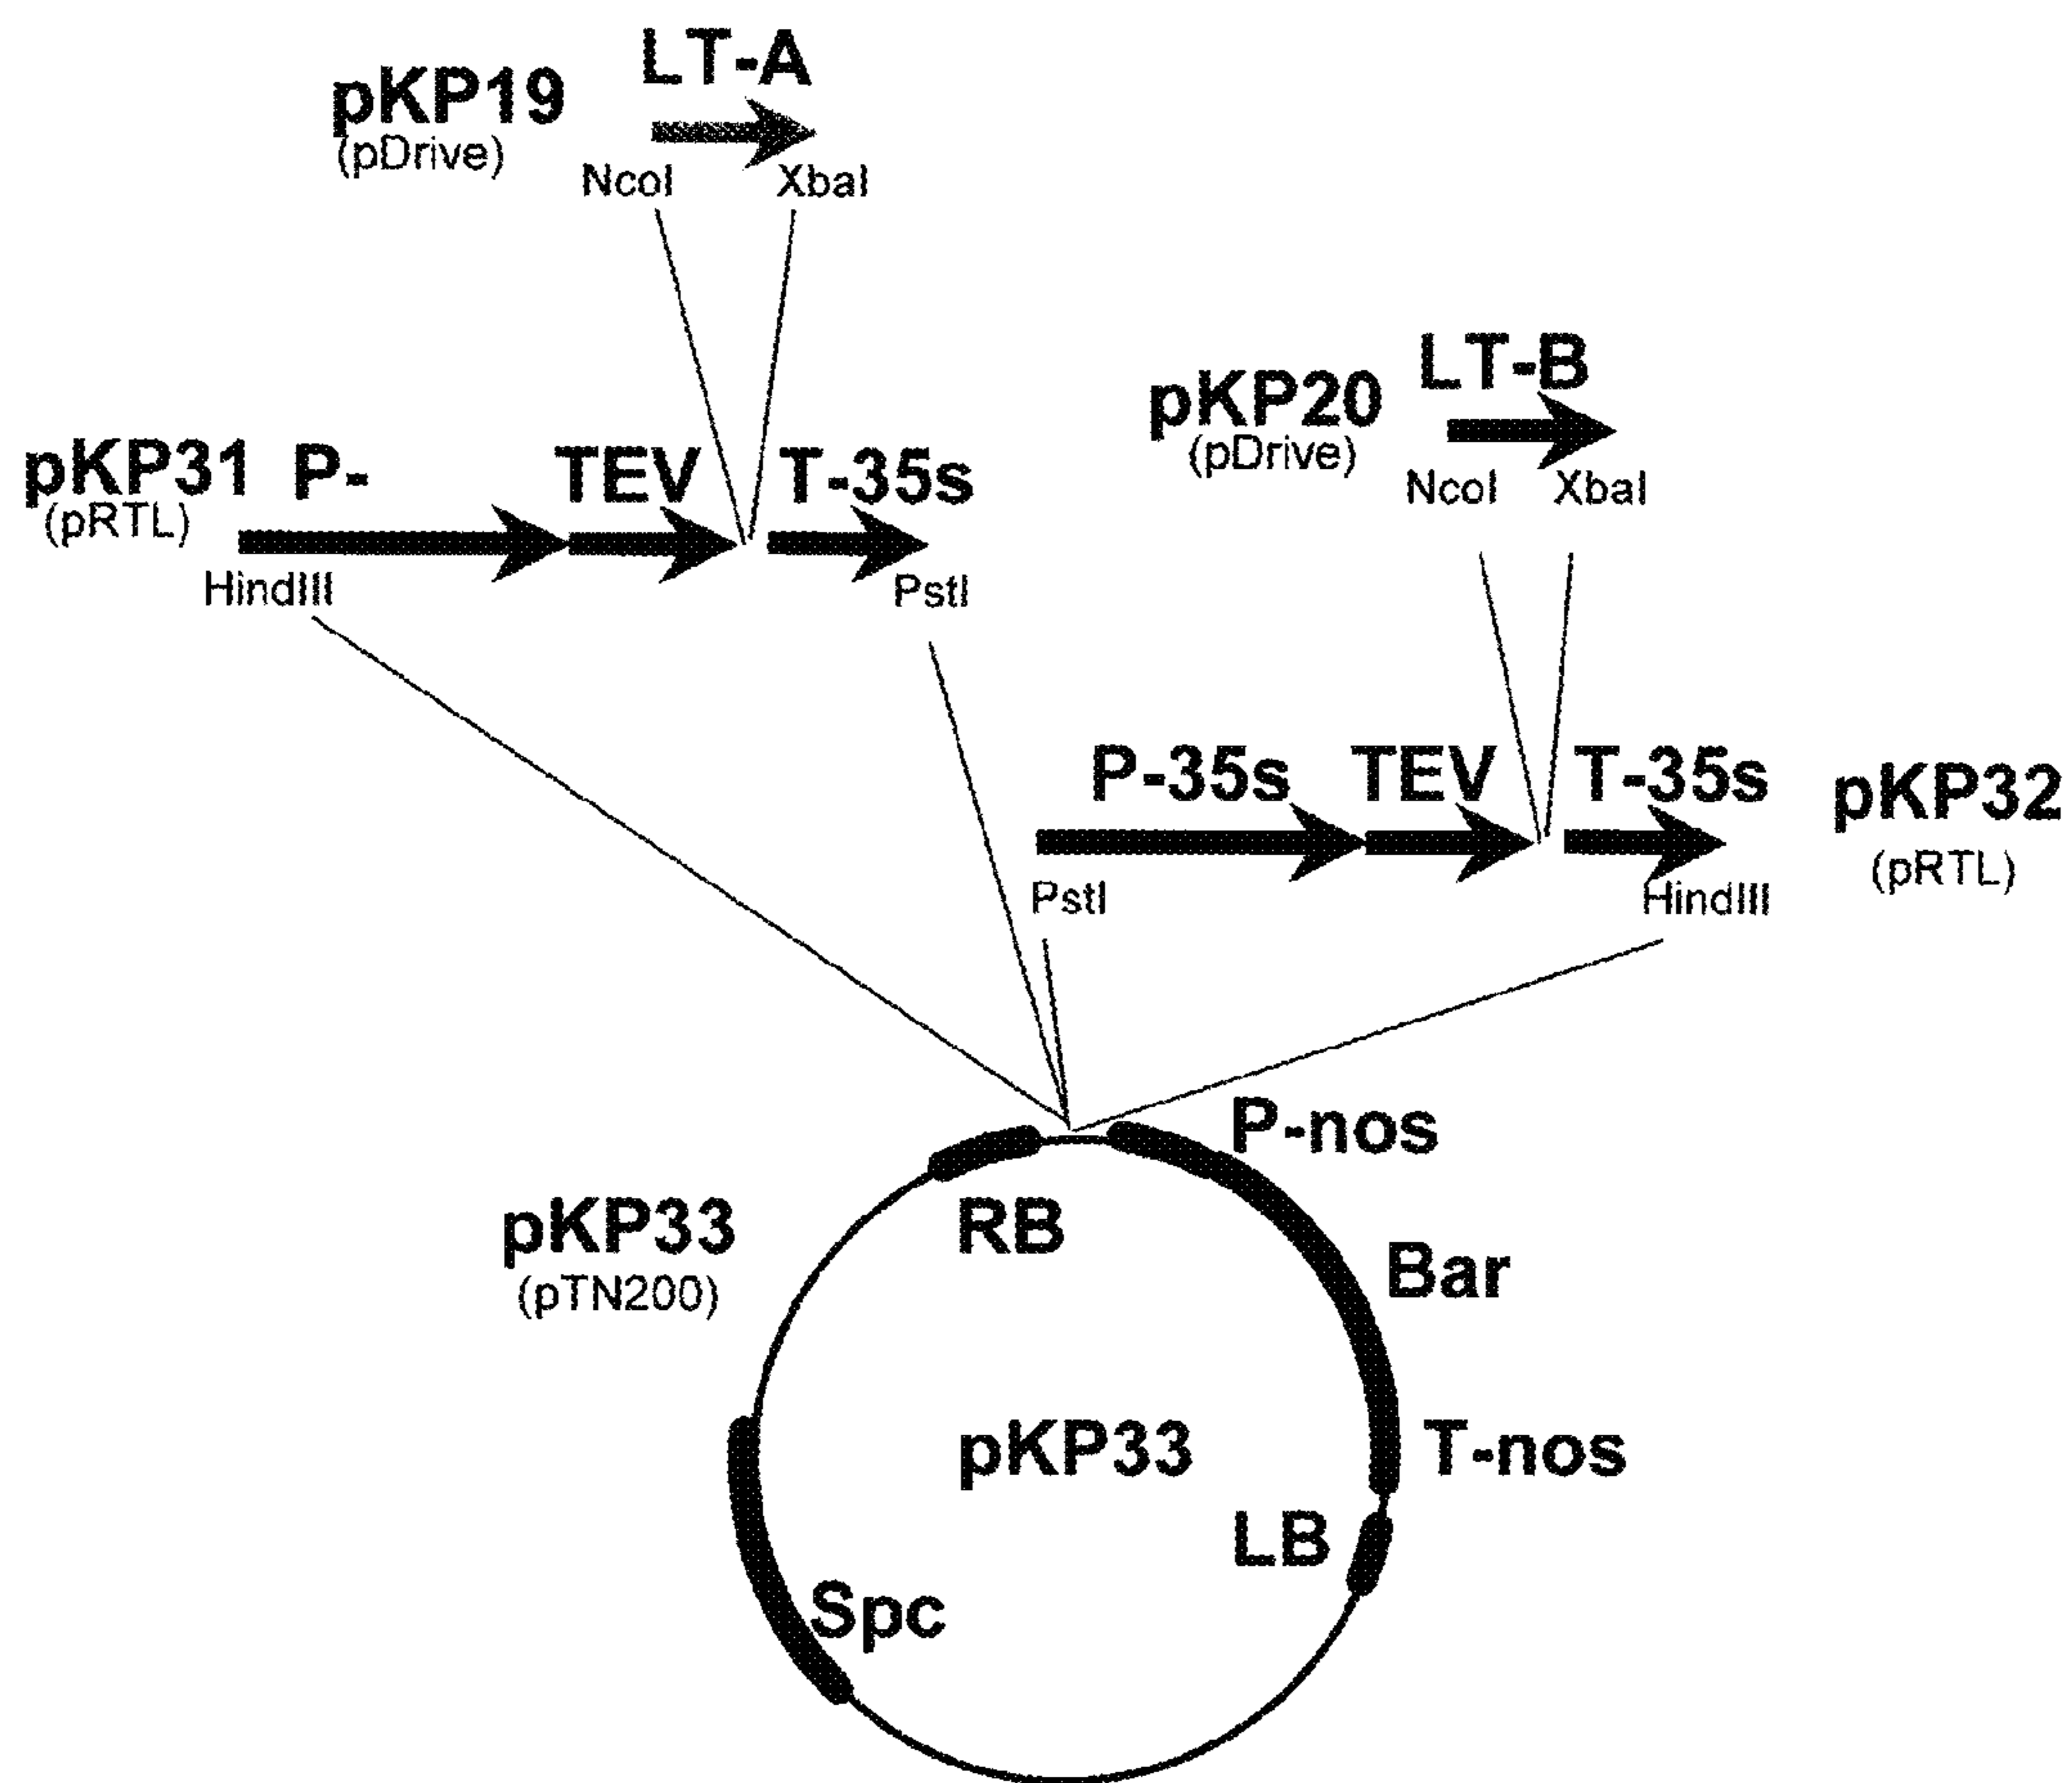 LT-A
pKP19
(pDrive)
NcoI XbaI
LT-B
pKP20
(pDrive)
NcoI XbaI
pKP31 P- TEV T-35s
(pRTL)
HindIII PstI
P-35s TEV T-35s pKP32
(pRTL)
PstI HindIII
P-nos
pKP33 RB
(pTN200)
Bar
pKP33 T-nos
LB
Spc